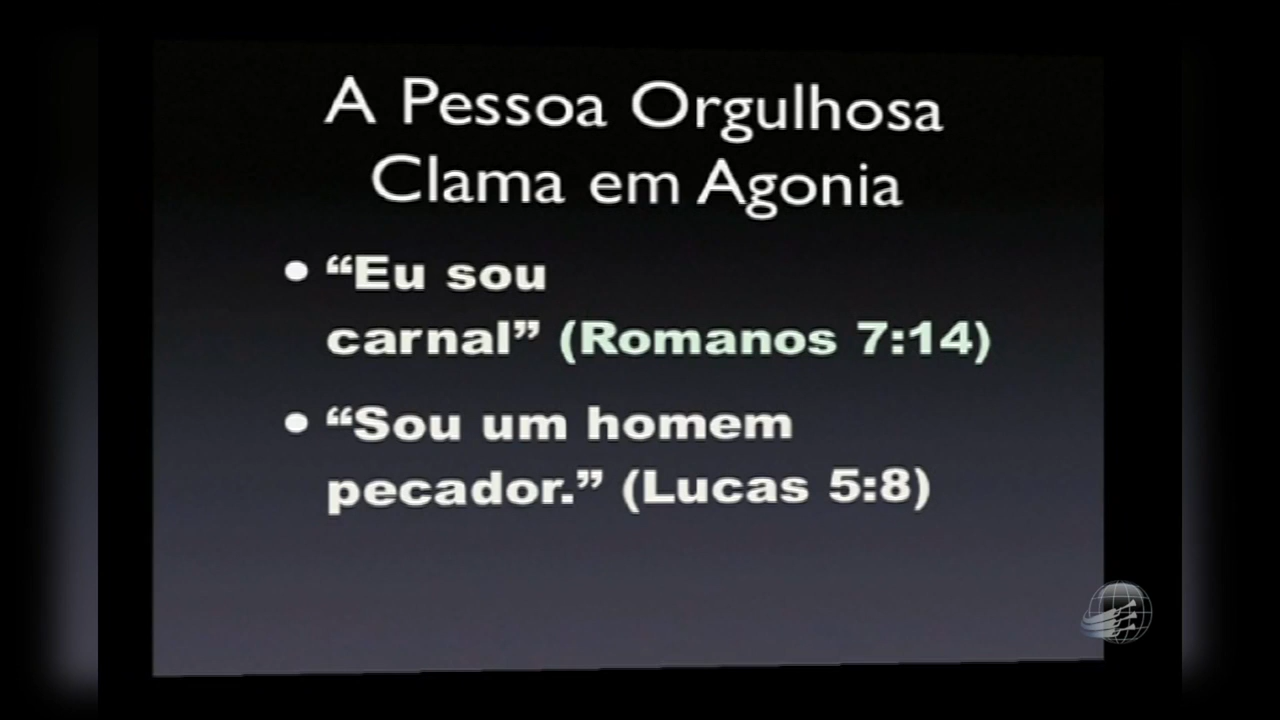 A Pessoa Orgulhosa
Clama em Agonia
• “Eu sou
carnal” (Romanos 7:14)
• “Sou um homem
pecador.” (Lucas 5:8)